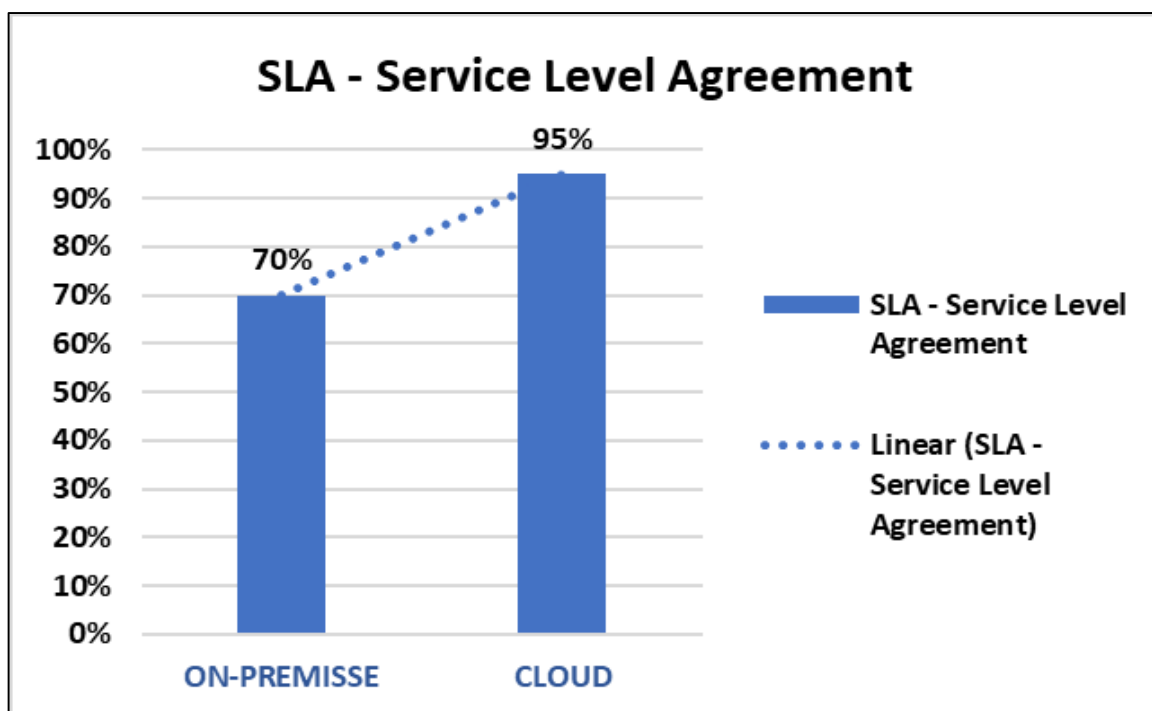 SLA - Service Level Agreement
100%
90%
80%
70%
60%
50%
40%
30%
20%
10%
0%
70%
95%
ON-PREMISSE
CLOUD
SLA - Service Level
Agreement
Linear (SLA -
Service Level
Agreement)